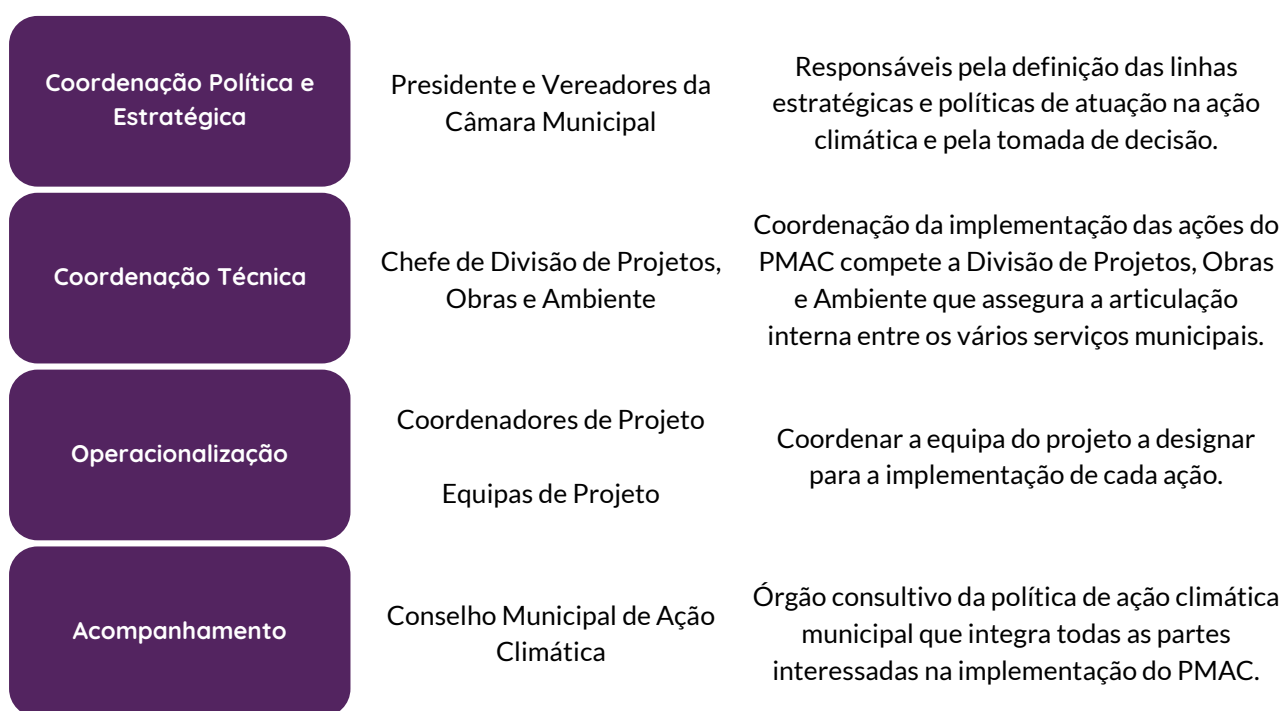 Coordenação Política e
Estratégica
Presidente e Vereadores da
Câmara Municipal
Responsáveis pela definição das linhas
estratégicas e políticas de atuação na ação
climática e pela tomada de decisão.
Coordenação Técnica
Chefe de Divisão de Projetos,
Obras e Ambiente
Coordenação da implementação das ações do
PMAC compete a Divisão de Projetos, Obras
e Ambiente que assegura a articulação
interna entre os vários serviços municipais.
Operacionalização
Coordenadores de Projeto
Equipas de Projeto
Coordenar a equipa do projeto a designar
para a implementação de cada ação.
Acompanhamento
Conselho Municipal de Ação
Climática
Órgão consultivo da política de ação climática
municipal que integra todas as partes
interessadas na implementação do PMAC.